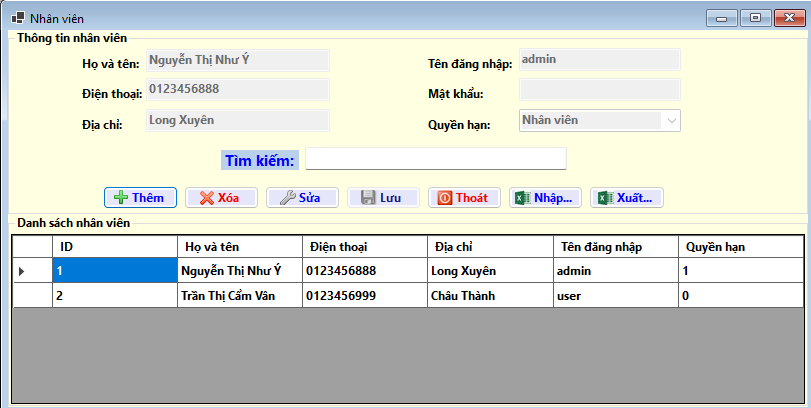 Nhân viên
Thông tin nhân viên
Họ và tên: Nguyễn Thị Như Ý Tên đăng nhập: admin
Điện thoại: 0123456888 Mật khẩu:
Địa chỉ: Long Xuyên Quyền hạn: Nhân viên
Tìm kiếm:
Thêm Xóa Sửa Lưu Thoát Nhập... Xuất...
Danh sách nhân viên
ID Họ và tên Điện thoại Địa chỉ Tên đăng nhập Quyền hạn
1 Nguyễn Thị Như Ý 0123456888 Long Xuyên admin 1
2 Trần Thị Cẩm Vân 0123456999 Châu Thành user 0